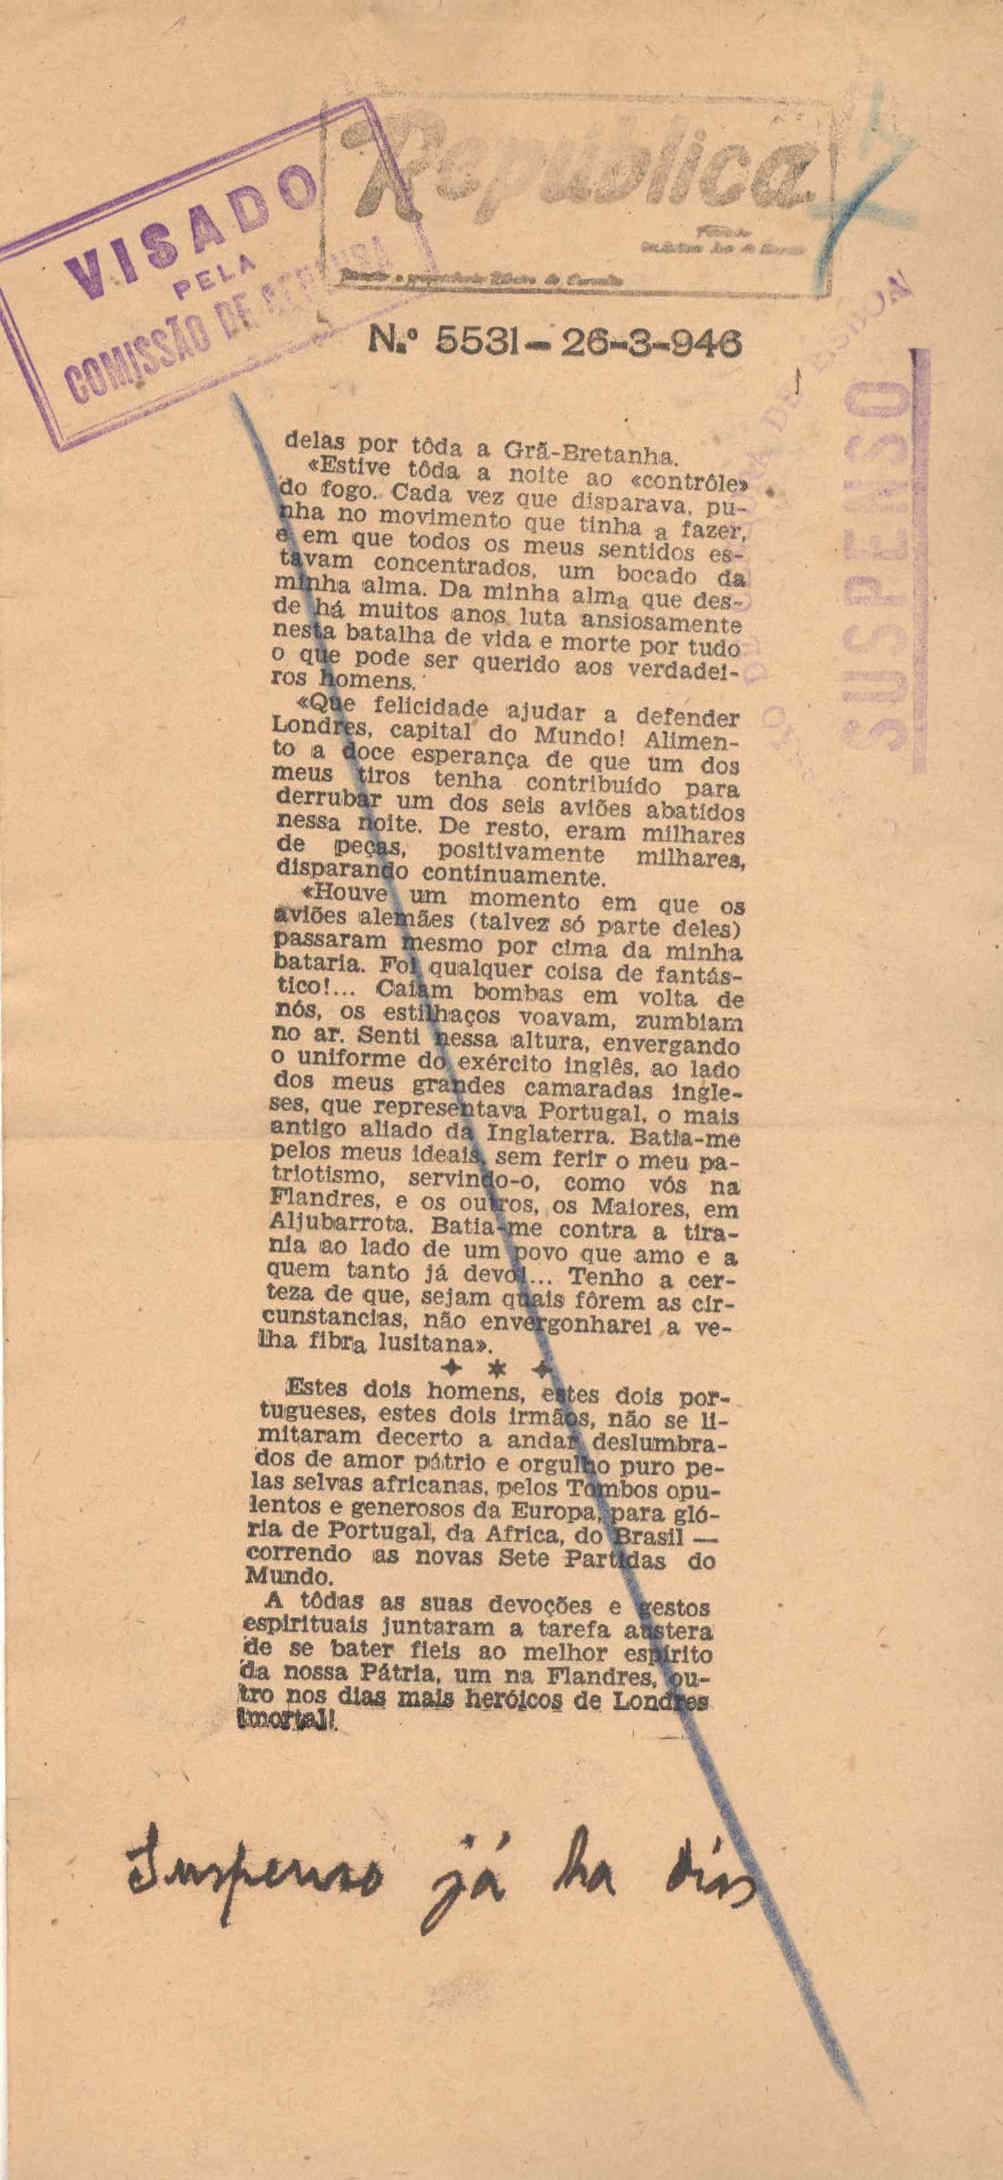 VISADO
PELA
COMISSÃO DE CENSURA
República
N.º 5531 - 26-3-946
SUSPENSO
delas por tôda a Grã-Bretanha.
«Estive tôda a noite ao «contrôle»
do fogo. Cada vez que disparava, pu-
nha no movimento que tinha a fazer,
e em que todos os meus sentidos es-
tavam concentrados, um bocado da
minha alma. Da minha alma que des-
de há muitos anos luta ansiosamente
nesta batalha de vida e morte por tudo
o que pode ser querido aos verdadei-
ros homens.
«Que felicidade ajudar a defender
Londres, capital do Mundo! Alimen-
to a doce esperança de que um dos
meus tiros tenha contribuído para
derrubar um dos seis aviões abatidos
nessa noite. De resto, eram milhares
de peças, positivamente milhares,
disparando continuamente.
«Houve um momento em que os
aviões alemães (talvez só parte deles)
passaram mesmo por cima da minha
bataria. Foi qualquer coisa de fantás-
tico!... Caíam bombas em volta de
nós, os estilhaços voavam, zumbiam
no ar. Senti nessa altura, envergando
o uniforme do exército inglês, ao lado
dos meus grandes camaradas ingle-
ses, que representava Portugal, o mais
antigo aliado da Inglaterra. Batia-me
pelos meus ideais, sem ferir o meu pa-
triotismo, servindo-o, como vós na
Flandres, e os outros, os Maiores, em
Aljubarrota. Batia-me contra a tira-
nia ao lado de um povo que amo e a
quem tanto já devo!... Tenho a cer-
teza de que, sejam quais fôrem as cir-
cunstancias, não envergonharei a ve-
lha fibra lusitana».
Estes dois homens, estes dois por-
tugueses, estes dois irmãos, não se li-
mitaram decerto a andar deslumbra-
dos de amor pátrio e orgulho puro pe-
las selvas africanas, pelos Tombos opu-
lentos e generosos da Europa, para gló-
ria de Portugal, da Africa, do Brasil —
correndo as novas Sete Partidas do
Mundo.
A tôdas as suas devoções e gestos
espirituais juntaram a tarefa austera
de se bater fieis ao melhor espírito
da nossa Pátria, um na Flandres, ou-
tro nos dias mais heróicos de Londres
imortal!
Suspenso já ha dias